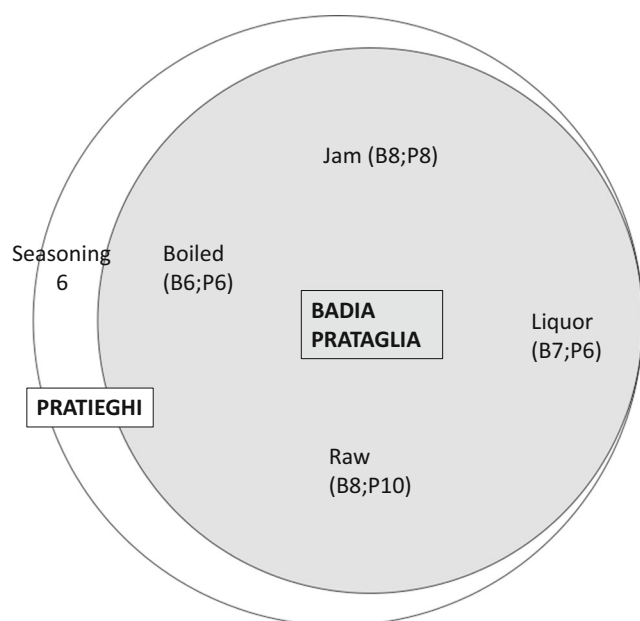 Jam (B8;P8)
Seasoning
6
Boiled
(B6;P6)
BADIA
PRATAGLIA
Liquor
(B7;P6)
PRATIEGHI
Raw
(B8;P10)